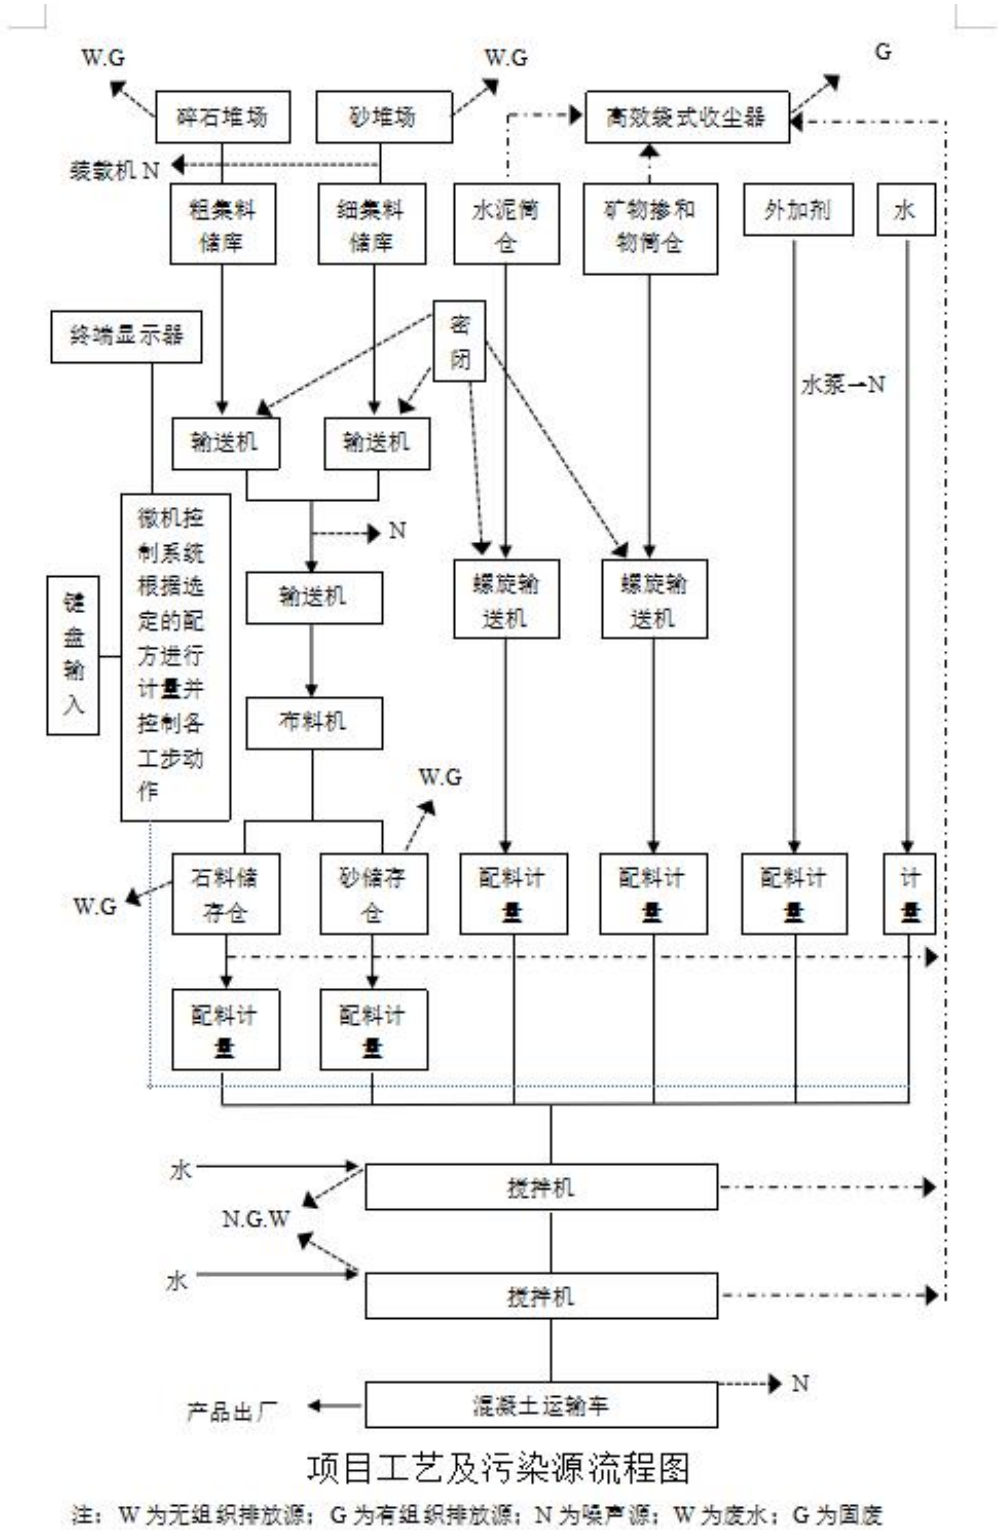 W.G
W.G
G
碎石堆场
砂堆场
高效袋式收尘器
装载机 N
粗集料
储库
细集料
储库
水泥筒
仓
矿物掺和
物筒仓
外加剂
水
终端显示器
密
闭
水泵→N
输送机
输送机
微机控
制系统
根据选
定的配
方进行
计量并
控制各
工步动
作
N
键
盘
输
入
输送机
螺旋输
送机
螺旋输
送机
布料机
W.G
石料储
存仓
砂储存
仓
配料计
量
配料计
量
配料计
量
计
量
W.G
配料计
量
配料计
量
水
搅拌机
N.G.W
水
搅拌机
N
混凝土运输车
产品出厂
项目工艺及污染源流程图
注：W 为无组织排放源；G 为有组织排放源；N 为噪声源；W 为废水；G 为固废